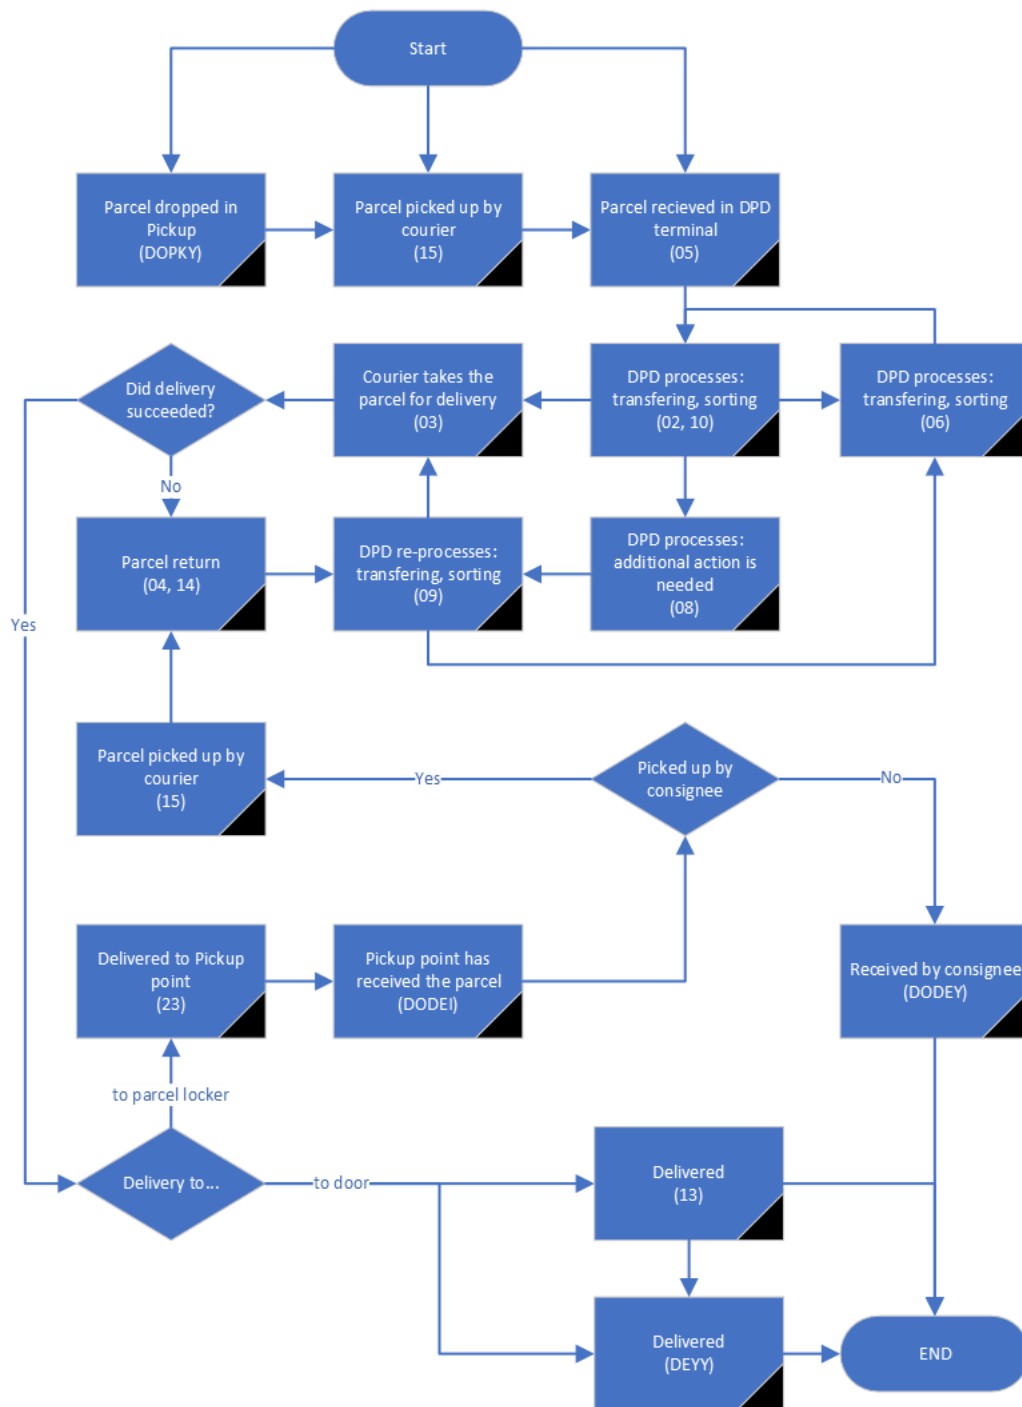 Start
Parcel dropped in
Pickup
(DOPKY)
Parcel picked up by
courier
(15)
Parcel recieved in DPD
terminal
(05)
Did delivery
succeeded?
Courier takes the
parcel for delivery
(03)
DPD processes:
transfering, sorting
(02, 10)
DPD processes:
transfering, sorting
(06)
No
Parcel return
(04, 14)
DPD re-processes:
transfering, sorting
(09)
DPD processes:
additional action is
needed
(08)
Yes
Parcel picked up by
courier
(15)
Yes
Picked up by
consignee
No
Delivered to Pickup
point
(23)
Pickup point has
received the parcel
(DODEI)
Received by consignee
(DODEY)
to parcel locker
Delivery to...
to door
Delivered
(13)
Delivered
(DEYY)
END